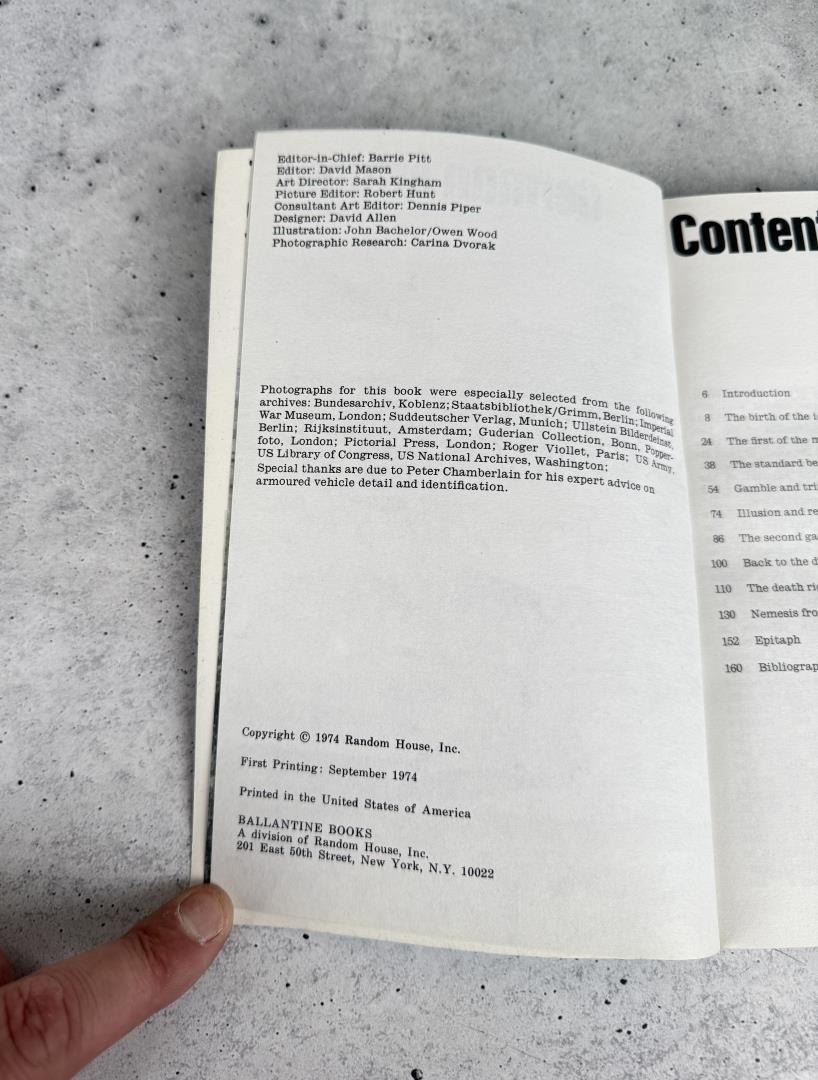 Editor-in-Chief: Barrie Pitt
Editor: David Mason
Art Director: Sarah Kingham
Picture Editor: Robert Hunt
Consultant Art Editor: Dennis Piper
Designer: David Allen
Illustration: John Bachelor/Owen Wood
Photographic Research: Carina Dvorak
Photographs for this book were especially selected from the following
archives: Bundesarchiv, Koblenz; Staatsbibliothek/Grimm, Berlin; Imperial
War Museum, London; Suddeutscher Verlag, Munich; Ullstein Bilderdeinst,
Berlin; Rijksinstituut, Amsterdam; Guderian Collection, Bonn, Popper-
foto, London; Pictorial Press, London; Roger Viollet, Paris; US Army,
US Library of Congress, US National Archives, Washington;
Special thanks are due to Peter Chamberlain for his expert advice on
armoured vehicle detail and identification.
Copyright © 1974 Random House, Inc.
First Printing: September 1974
Printed in the United States of America
BALLANTINE BOOKS
A division of Random House, Inc.
201 East 50th Street, New York, N.Y. 10022
Conten
6 Introduction
8 The birth of the
24 The first of the
38 The standard be
54 Gamble and tri
74 Illusion and re
86 The second ga
100 Back to the d
110 The death ri
130 Nemesis fro
152 Epitaph
160 Bibliograp